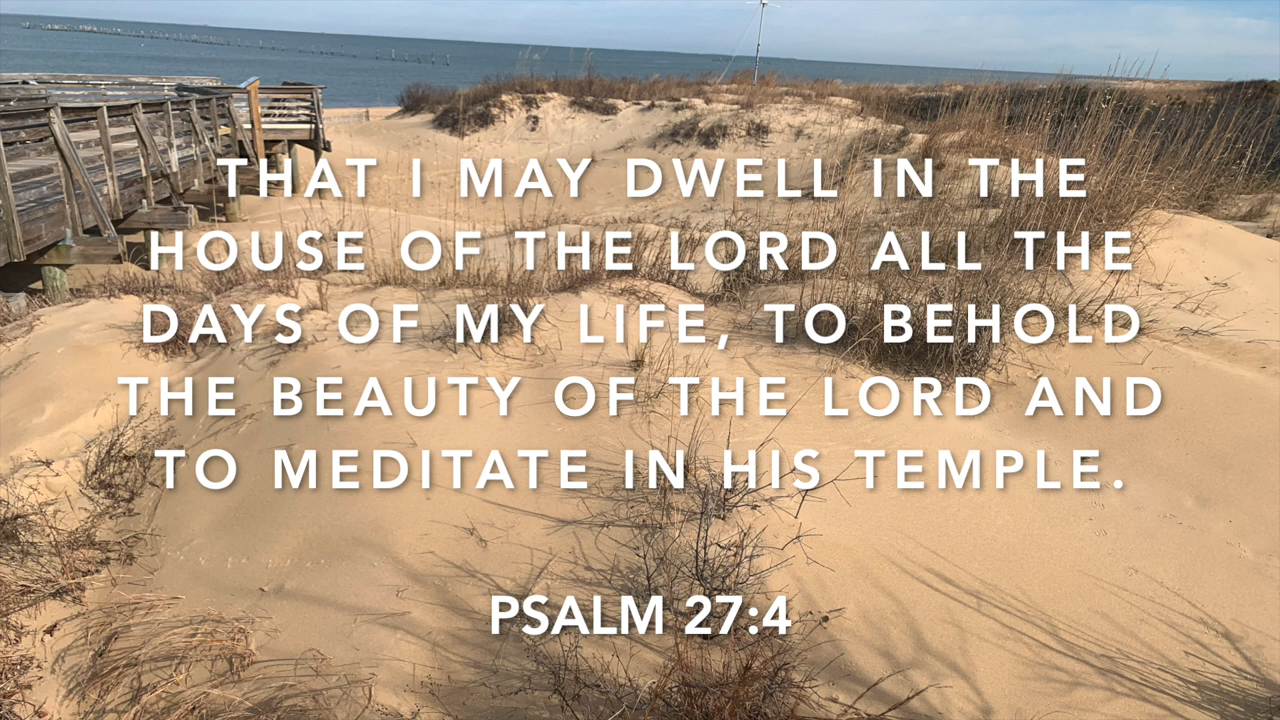 THAT I MAY DWELL IN THE
HOUSE OF THE LORD ALL THE
DAYS OF MY LIFE, TO BEHOLD
THE BEAUTY OF THE LORD AND
TO MEDITATE IN HIS TEMPLE.
PSALM 27:4